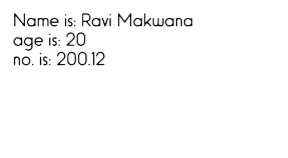 Name is: Ravi Makwana
age is: 20
no. is: 200.12